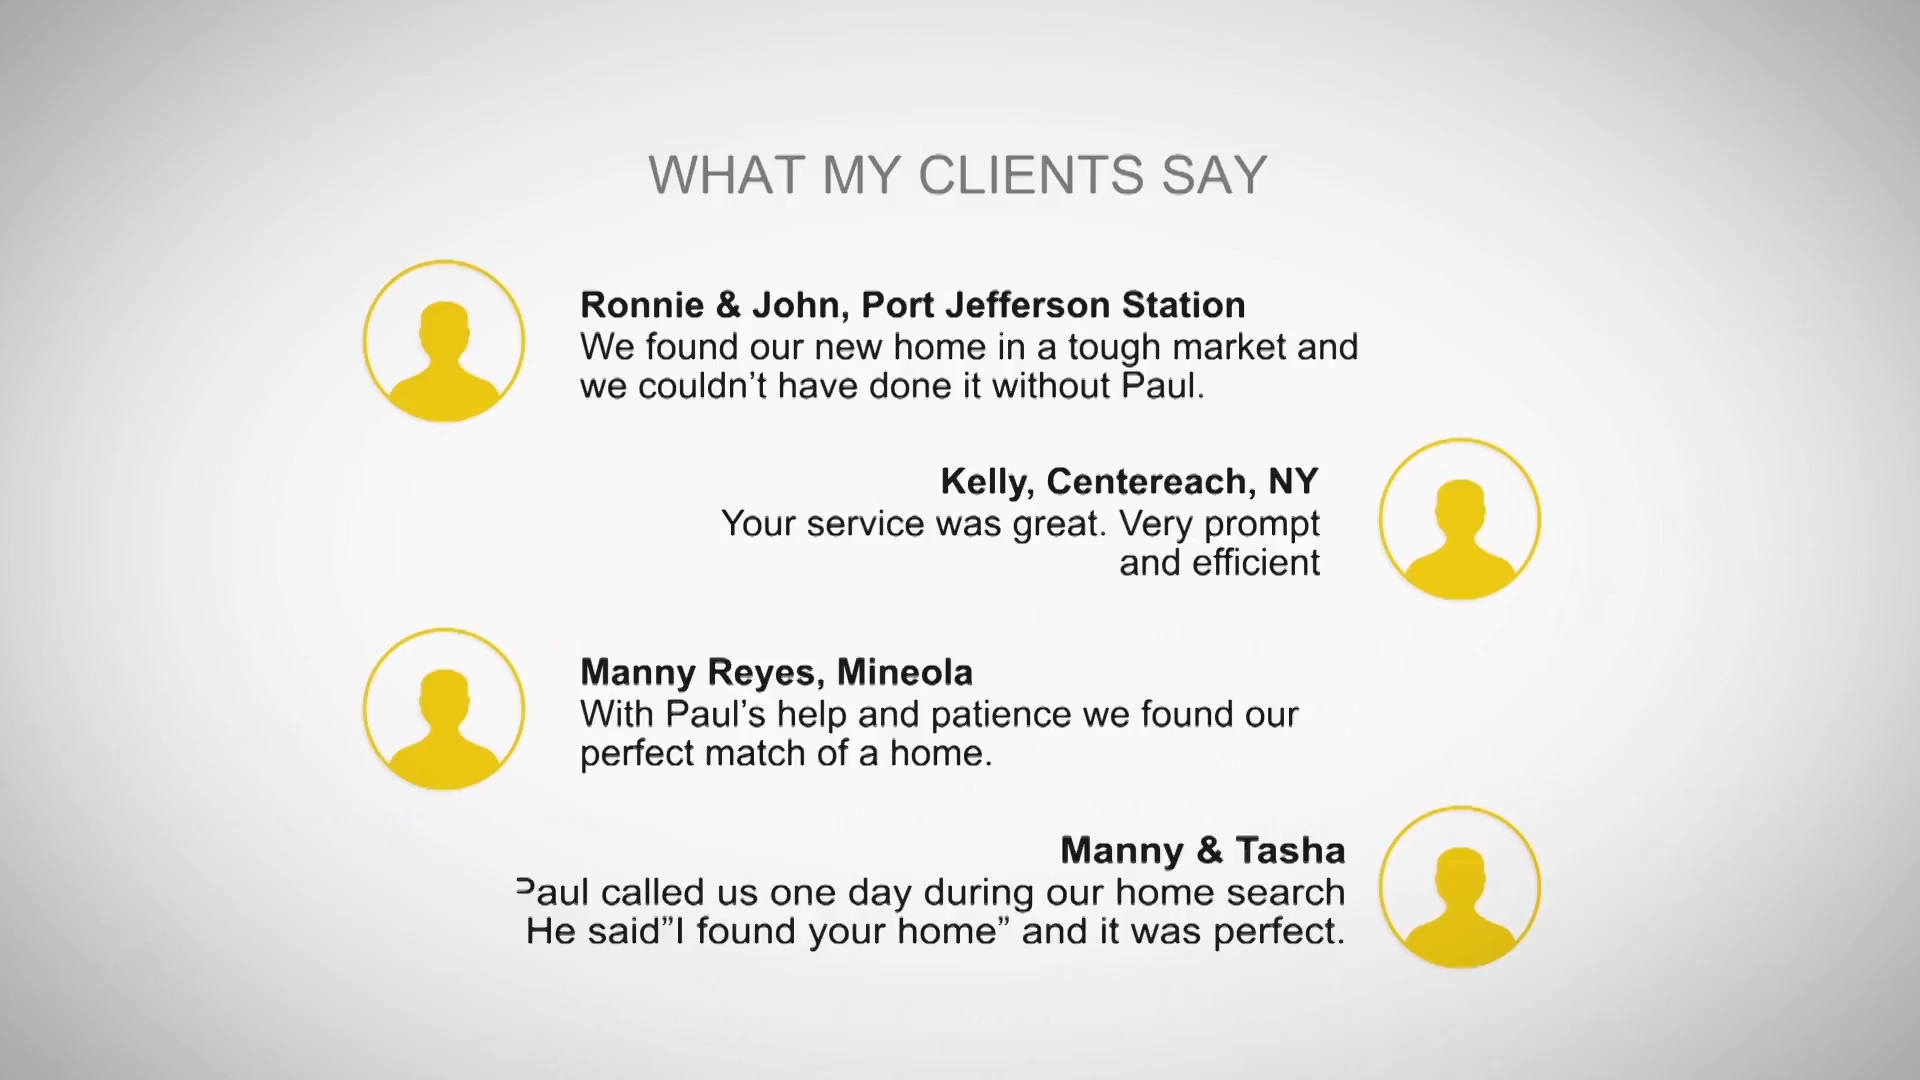 WHAT MY CLIENTS SAY
Ronnie & John, Port Jefferson Station
We found our new home in a tough market and
we couldn’t have done it without Paul.
Kelly, Centereach, NY
Your service was great. Very prompt
and efficient
Manny Reyes, Mineola
With Paul’s help and patience we found our
perfect match of a home.
Manny & Tasha
Paul called us one day during our home search
He said”I found your home” and it was perfect.